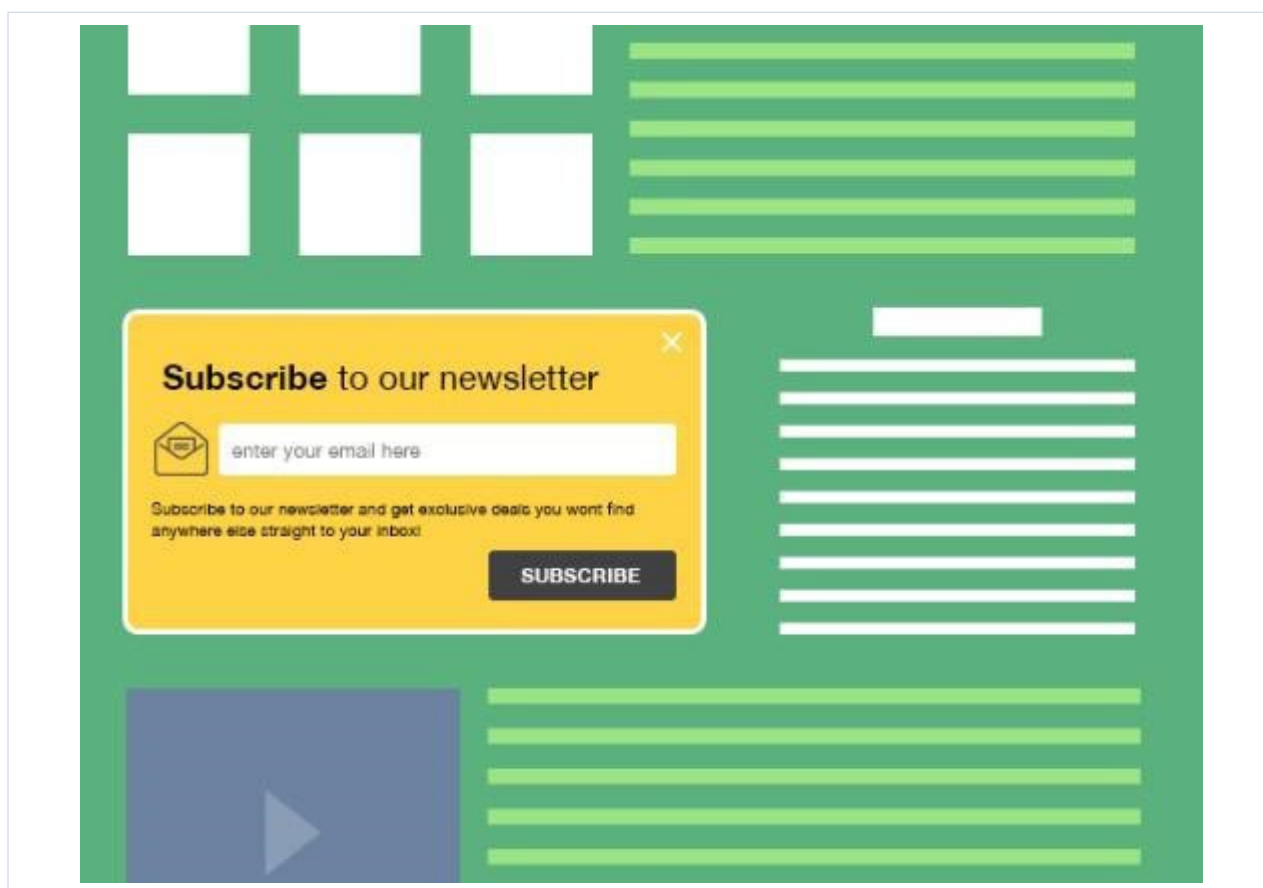 Subscribe to our newsletter
enter your email here
Subscribe to our newsletter and get exclusive deals you wont find
anywhere else straight to your inbox!
SUBSCRIBE